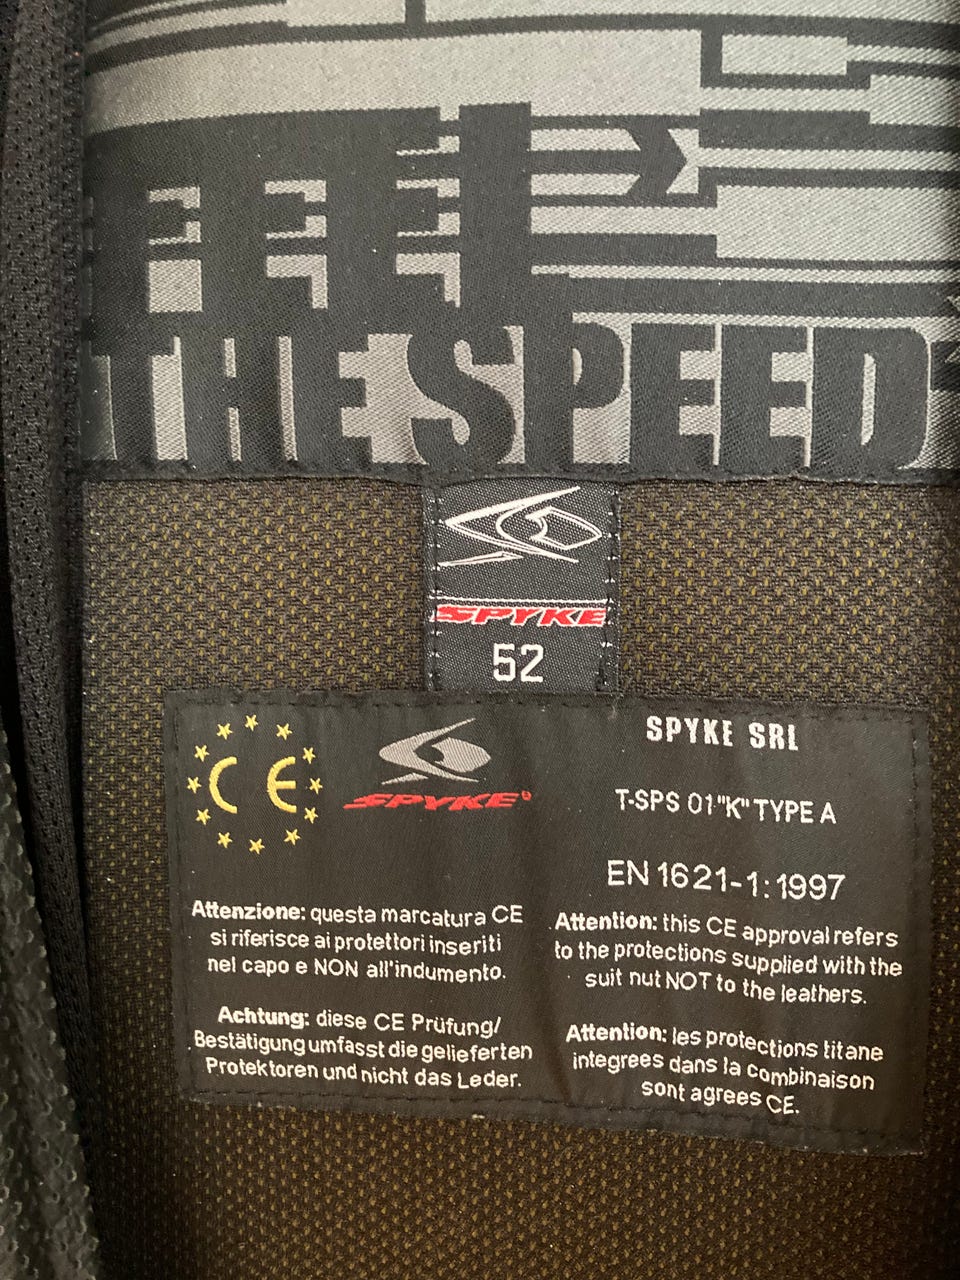 FEEL
THE SPEED
SPYKE
52
CE
SPYKE®
SPYKE SRL
T-SPS 01"K" TYPE A
EN 1621-1:1997
Attenzione: questa marcatura CE
si riferisce ai protettori inseriti
nel capo e NON all'indumento.
Achtung: diese CE Prüfung/
Bestätigung umfasst die gelieferten
Protektoren und nicht das Leder.
Attention: this CE approval refers
to the protections supplied with the
suit nut NOT to the leathers.
Attention: les protections titane
integrees dans la combinaison
sont agrees CE.